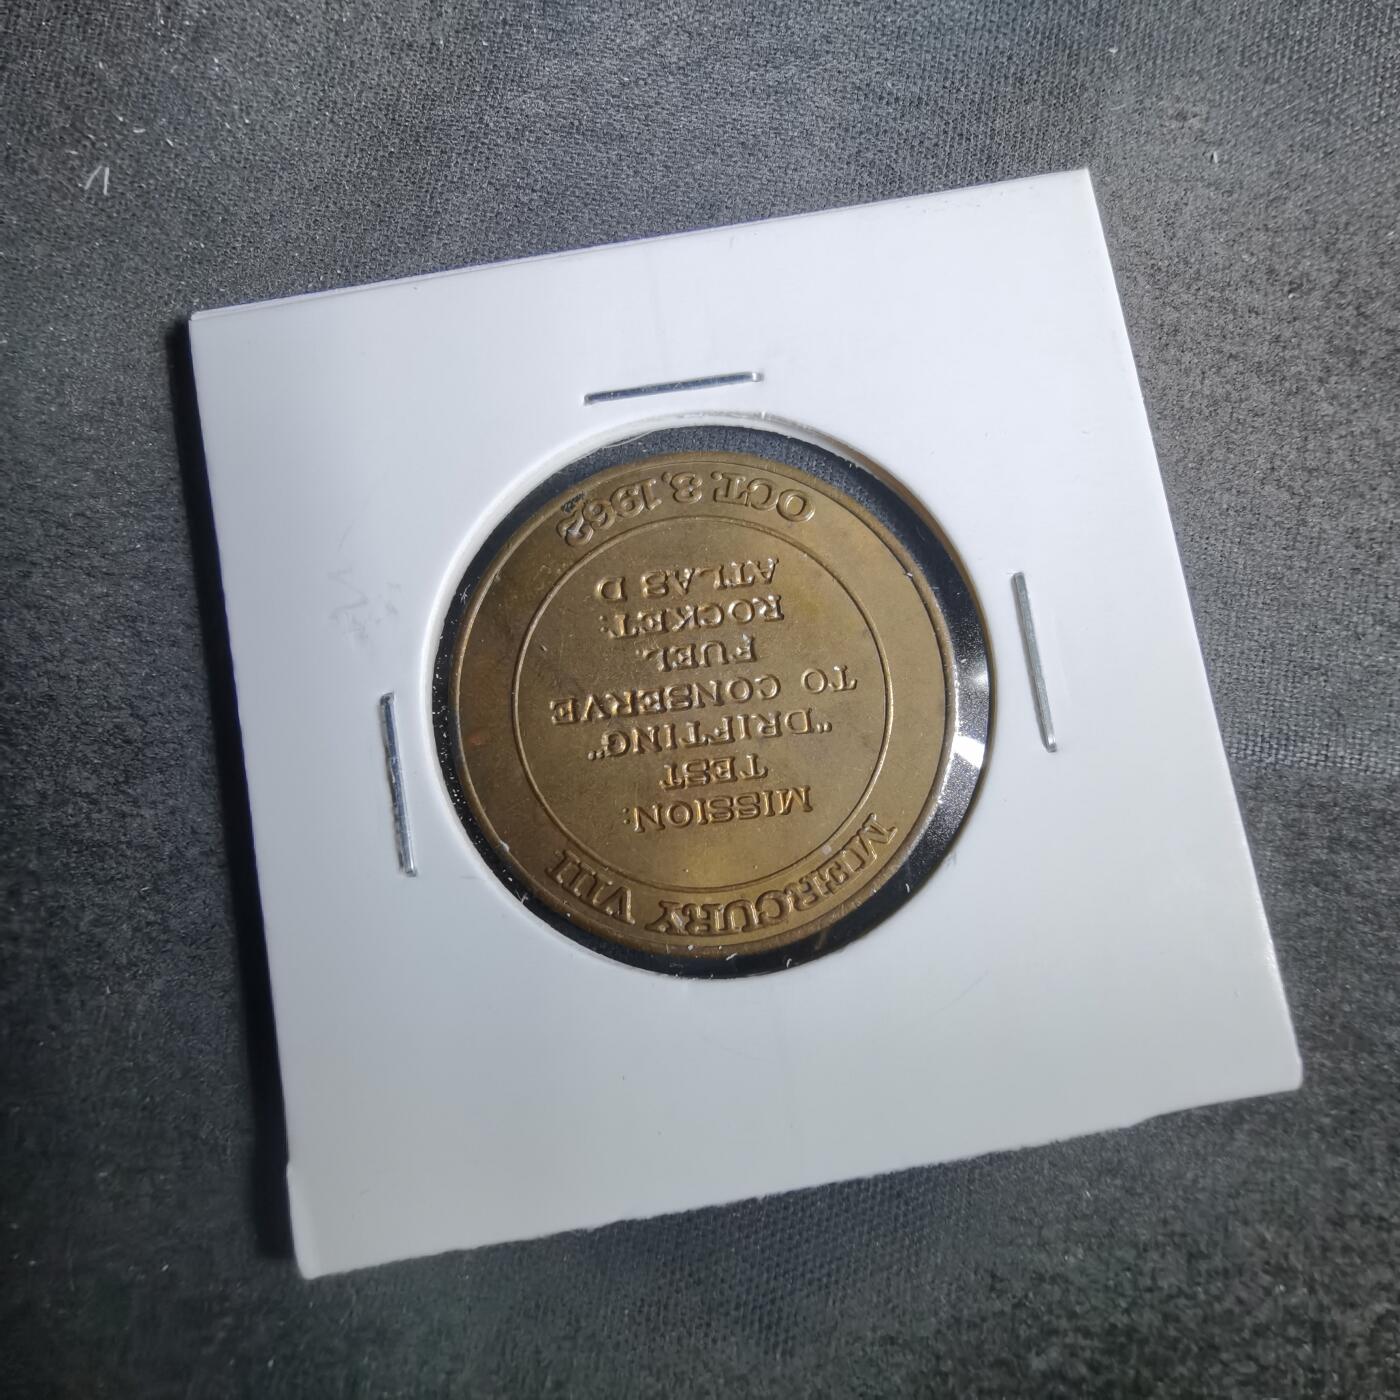 MERCURY VIII
MISSION:
TEST
"DRIFTING"
TO CONSERVE
FUEL.
ROCKET:
ATLAS D
OCT. 3, 1962